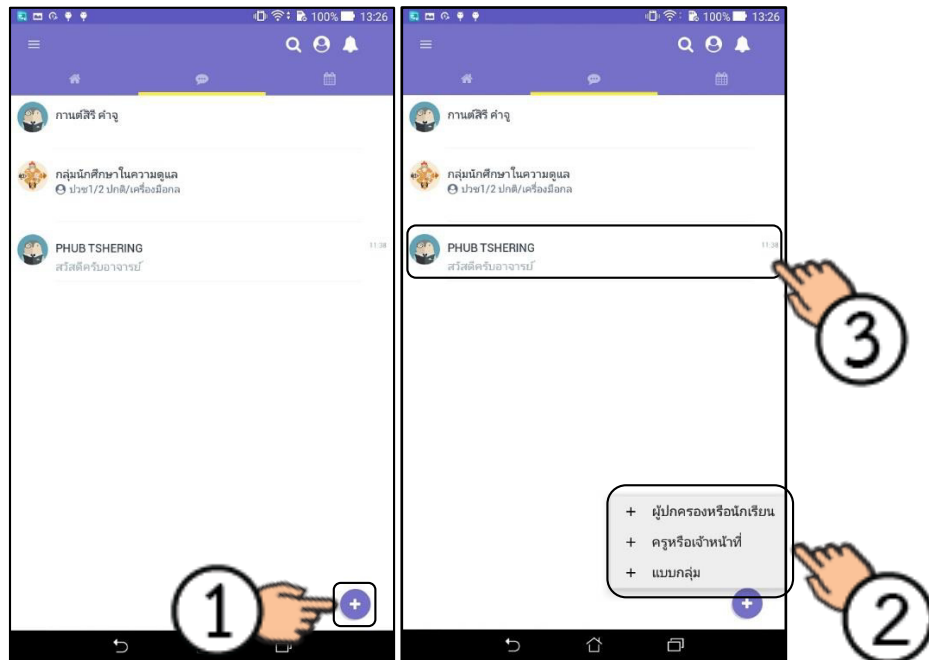 100% 13:26
กานต์สิรี คำจู
กลุ่มนักศึกษาในความดูแล
ปวช1/2 ปกติ/เครื่องมือกล
PHUB TSHERING 11:38
สวัสดีครับอาจารย์
1
+
100% 13:26
กานต์สิรี คำจู
กลุ่มนักศึกษาในความดูแล
ปวช1/2 ปกติ/เครื่องมือกล
PHUB TSHERING 11:38
สวัสดีครับอาจารย์
3
+ ผู้ปกครองหรือนักเรียน
+ ครูหรือเจ้าหน้าที่
+ แบบกลุ่ม
+
2